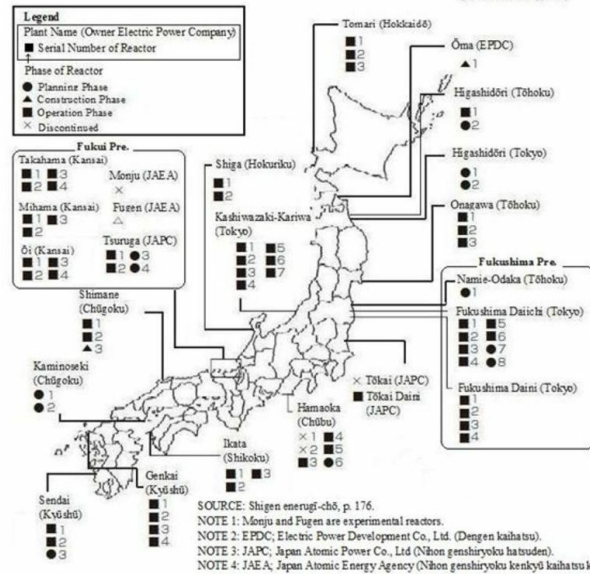 Legend
Plant Name (Owner Electric Power Company)
■ Serial Number of Reactor
↑
Phase of Reactor
● Planning Phase
▲ Construction Phase
■ Operation Phase
× Discontinued
Fukui Pre.
Takahama (Kansai)
■ 1 ■ 3
■ 2 ■ 4
Monju (JAEA)
×
Mihama (Kansai)
■ 1 ■ 3
■ 2
Fugen (JAEA)
△
Ōi (Kansai)
■ 1 ■ 3
■ 2 ■ 4
Tsuruga (JAPC)
■ 1 ● 3
■ 2 ● 4
Shimane
(Chūgoku)
■ 1
■ 2
▲ 3
Kaminoseki
(Chūgoku)
● 1
● 2
Sendai
(Kyūshū)
■ 1
■ 2
● 3
Genkai
(Kyūshū)
■ 1
■ 2
■ 3
■ 4
Ikata
(Shikoku)
■ 1 ■ 3
■ 2
Hamaoka
(Chūbu)
× 1 ■ 4
× 2 ■ 5
■ 3 ● 6
Shiga (Hokuriku)
■ 1
■ 2
Kashiwazaki-Kariwa
(Tokyo)
■ 1 ■ 5
■ 2 ■ 6
■ 3 ■ 7
■ 4
Tomari (Hokkaidō)
■ 1
■ 2
■ 3
Ōma (EPDC)
▲ 1
Higashidōri (Tōhoku)
■ 1
● 2
Higashidōri (Tokyo)
● 1
● 2
Onagawa (Tōhoku)
■ 1
■ 2
■ 3
Fukushima Pre.
Namie-Odaka (Tōhoku)
● 1
Fukushima Daiichi (Tokyo)
■ 1 ■ 5
■ 2 ■ 6
■ 3 ● 7
■ 4 ● 8
Fukushima Daini (Tokyo)
■ 1
■ 2
■ 3
■ 4
× Tōkai (JAPC)
■ Tōkai Daini
(JAPC)
SOURCE: Shigen enerugī-chō, p. 176.
NOTE 1: Monju and Fugen are experimental reactors.
NOTE 2: EPDC; Electric Power Development Co., Ltd. (Dengen kaihatsu).
NOTE 3: JAPC; Japan Atomic Power Co., Ltd (Nihon genshiryoku hatsuden).
NOTE 4: JAEA; Japan Atomic Energy Agency (Nihon genshiryoku kenkyū kaihatsu k